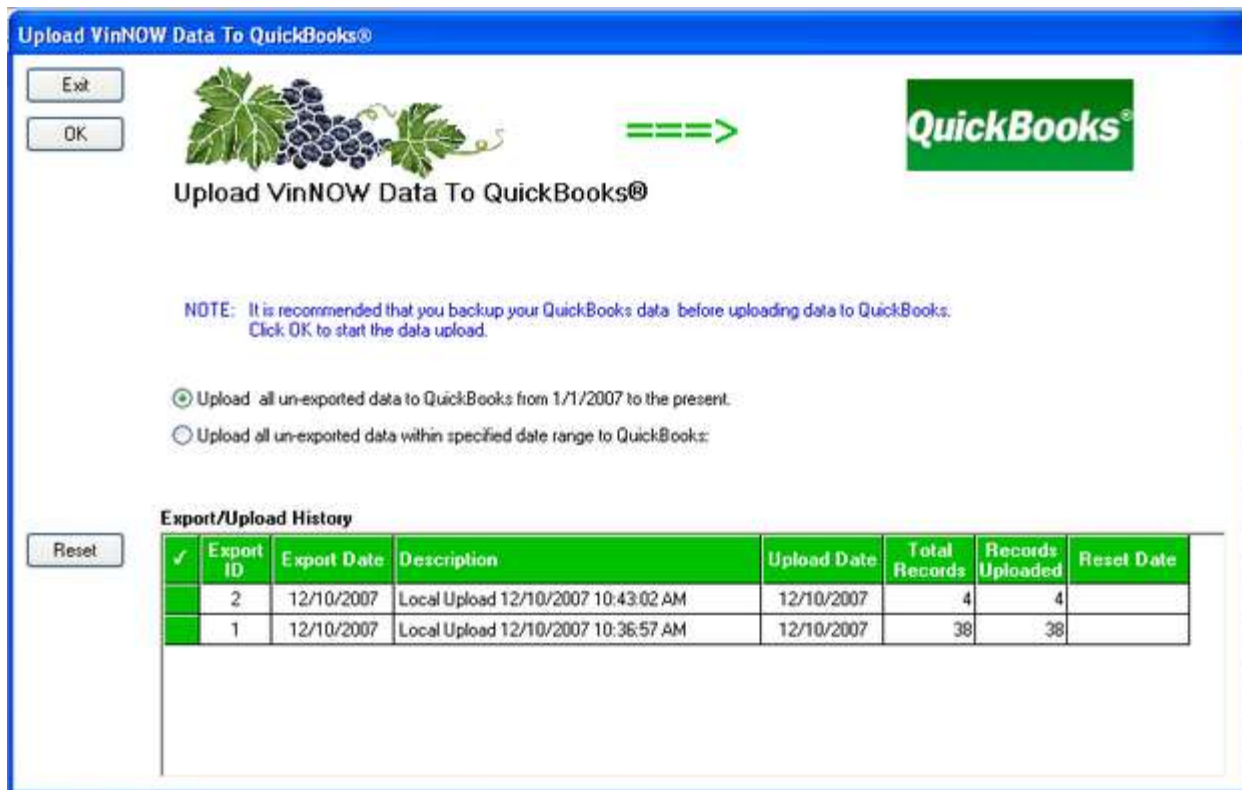 Upload VinNOW Data To QuickBooks®
Exit
OK
===>
QuickBooks®
Upload VinNOW Data To QuickBooks®
NOTE: It is recommended that you backup your QuickBooks data before uploading data to QuickBooks.
Click OK to start the data upload.
Upload all un-exported data to QuickBooks from 1/1/2007 to the present.
Upload all un-exported data within specified date range to QuickBooks:
Export/Upload History
Reset
✓ Export ID Export Date Description Upload Date Total Records Records Uploaded Reset Date
2 12/10/2007 Local Upload 12/10/2007 10:43:02 AM 12/10/2007 4 4
1 12/10/2007 Local Upload 12/10/2007 10:36:57 AM 12/10/2007 38 38